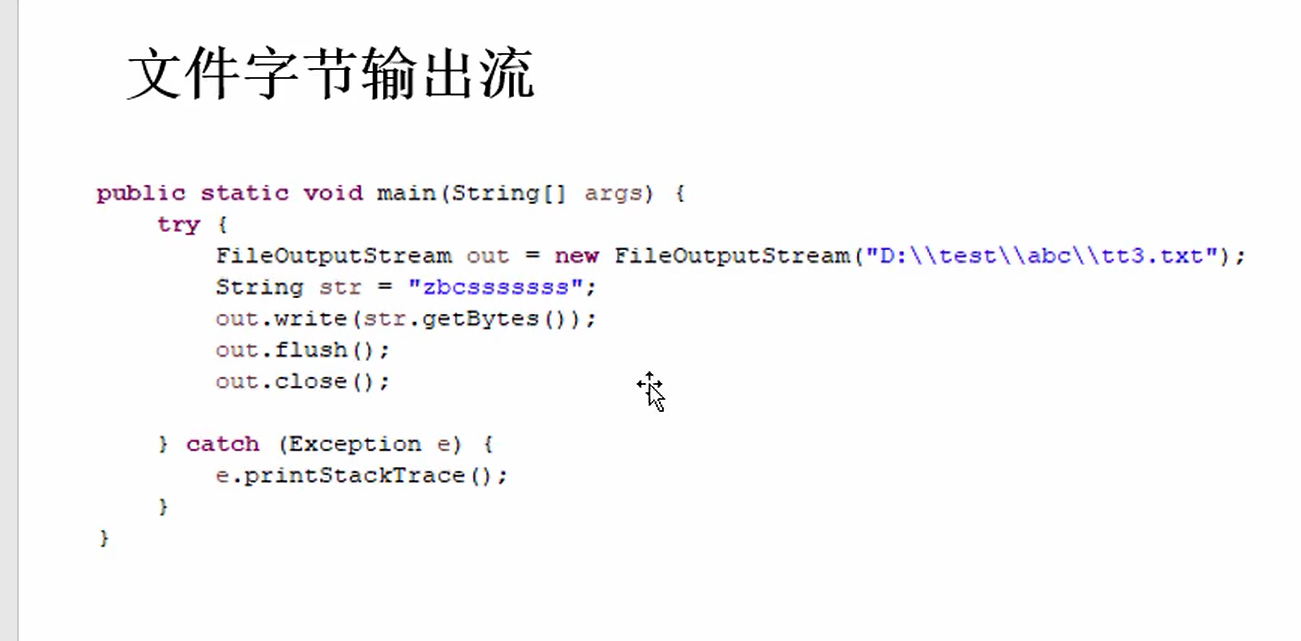 文件字节输出流
public static void main(String[] args) {
try {
FileOutputStream out = new FileOutputStream("D:\\test\\abc\\tt3.txt");
String str = "zbcsssssss";
out.write(str.getBytes());
out.flush();
out.close();
} catch (Exception e) {
e.printStackTrace();
}
}